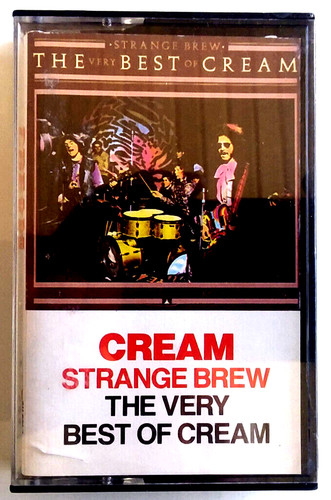 · STRANGE BREW ·
THE VERY BEST OF CREAM
CREAM
STRANGE BREW
THE VERY
BEST OF CREAM